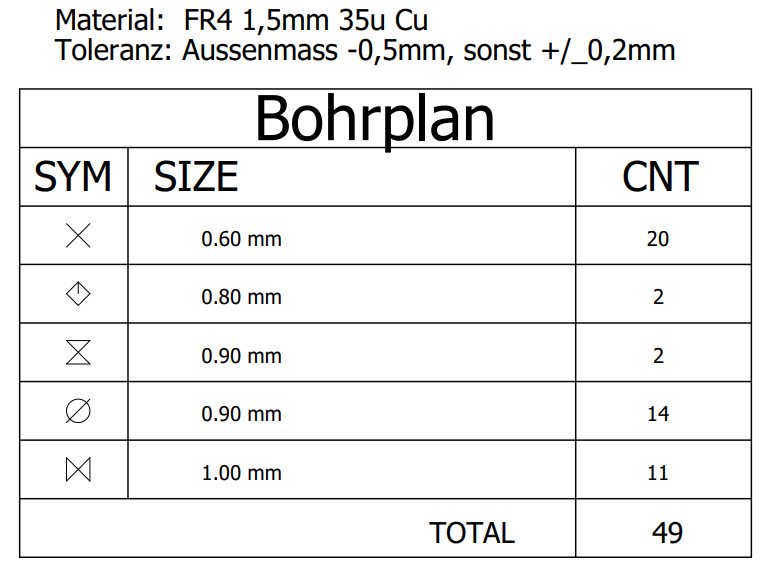 Material: FR4 1,5mm 35u Cu
Toleranz: Aussenmass -0,5mm, sonst +/_0,2mm
Bohrplan
SYM SIZE CNT
0.60 mm 20
0.80 mm 2
0.90 mm 2
0.90 mm 14
1.00 mm 11
TOTAL 49